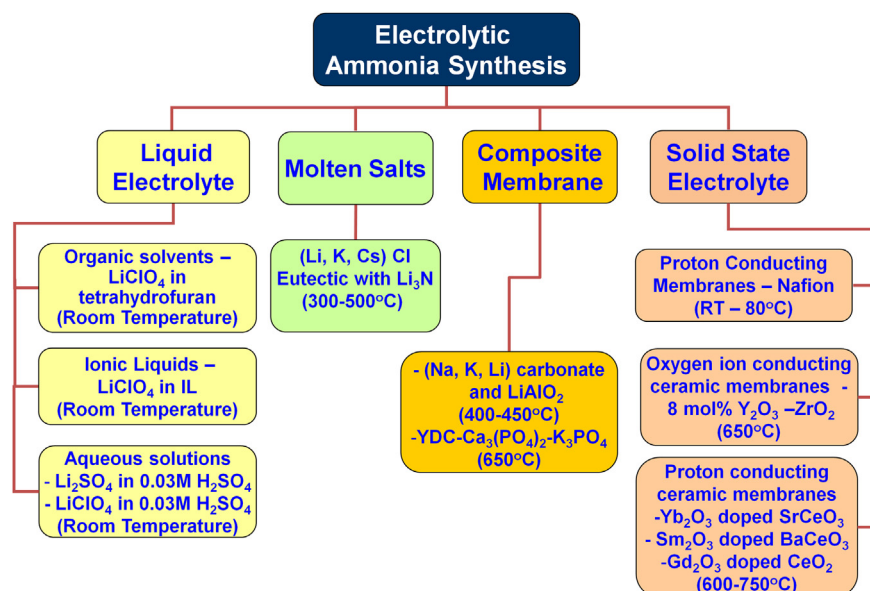 Electrolytic
Ammonia Synthesis
Liquid
Electrolyte
Organic solvents –
LiClO₄ in
tetrahydrofuran
(Room Temperature)
Ionic Liquids –
LiClO₄ in IL
(Room Temperature)
Aqueous solutions
- Li₂SO₄ in 0.03M H₂SO₄
- LiClO₄ in 0.03M H₂SO₄
(Room Temperature)
Molten Salts
(Li, K, Cs) Cl
Eutectic with Li₃N
(300-500°C)
Composite
Membrane
- (Na, K, Li) carbonate
and LiAlO₂
(400-450°C)
-YDC-Ca₃(PO₄)₂-K₃PO₄
(650°C)
Solid State
Electrolyte
Proton Conducting
Membranes – Nafion
(RT – 80°C)
Oxygen ion conducting
ceramic membranes -
8 mol% Y₂O₃ –ZrO₂
(650°C)
Proton conducting
ceramic membranes
-Yb₂O₃ doped SrCeO₃
- Sm₂O₃ doped BaCeO₃
-Gd₂O₃ doped CeO₂
(600-750°C)